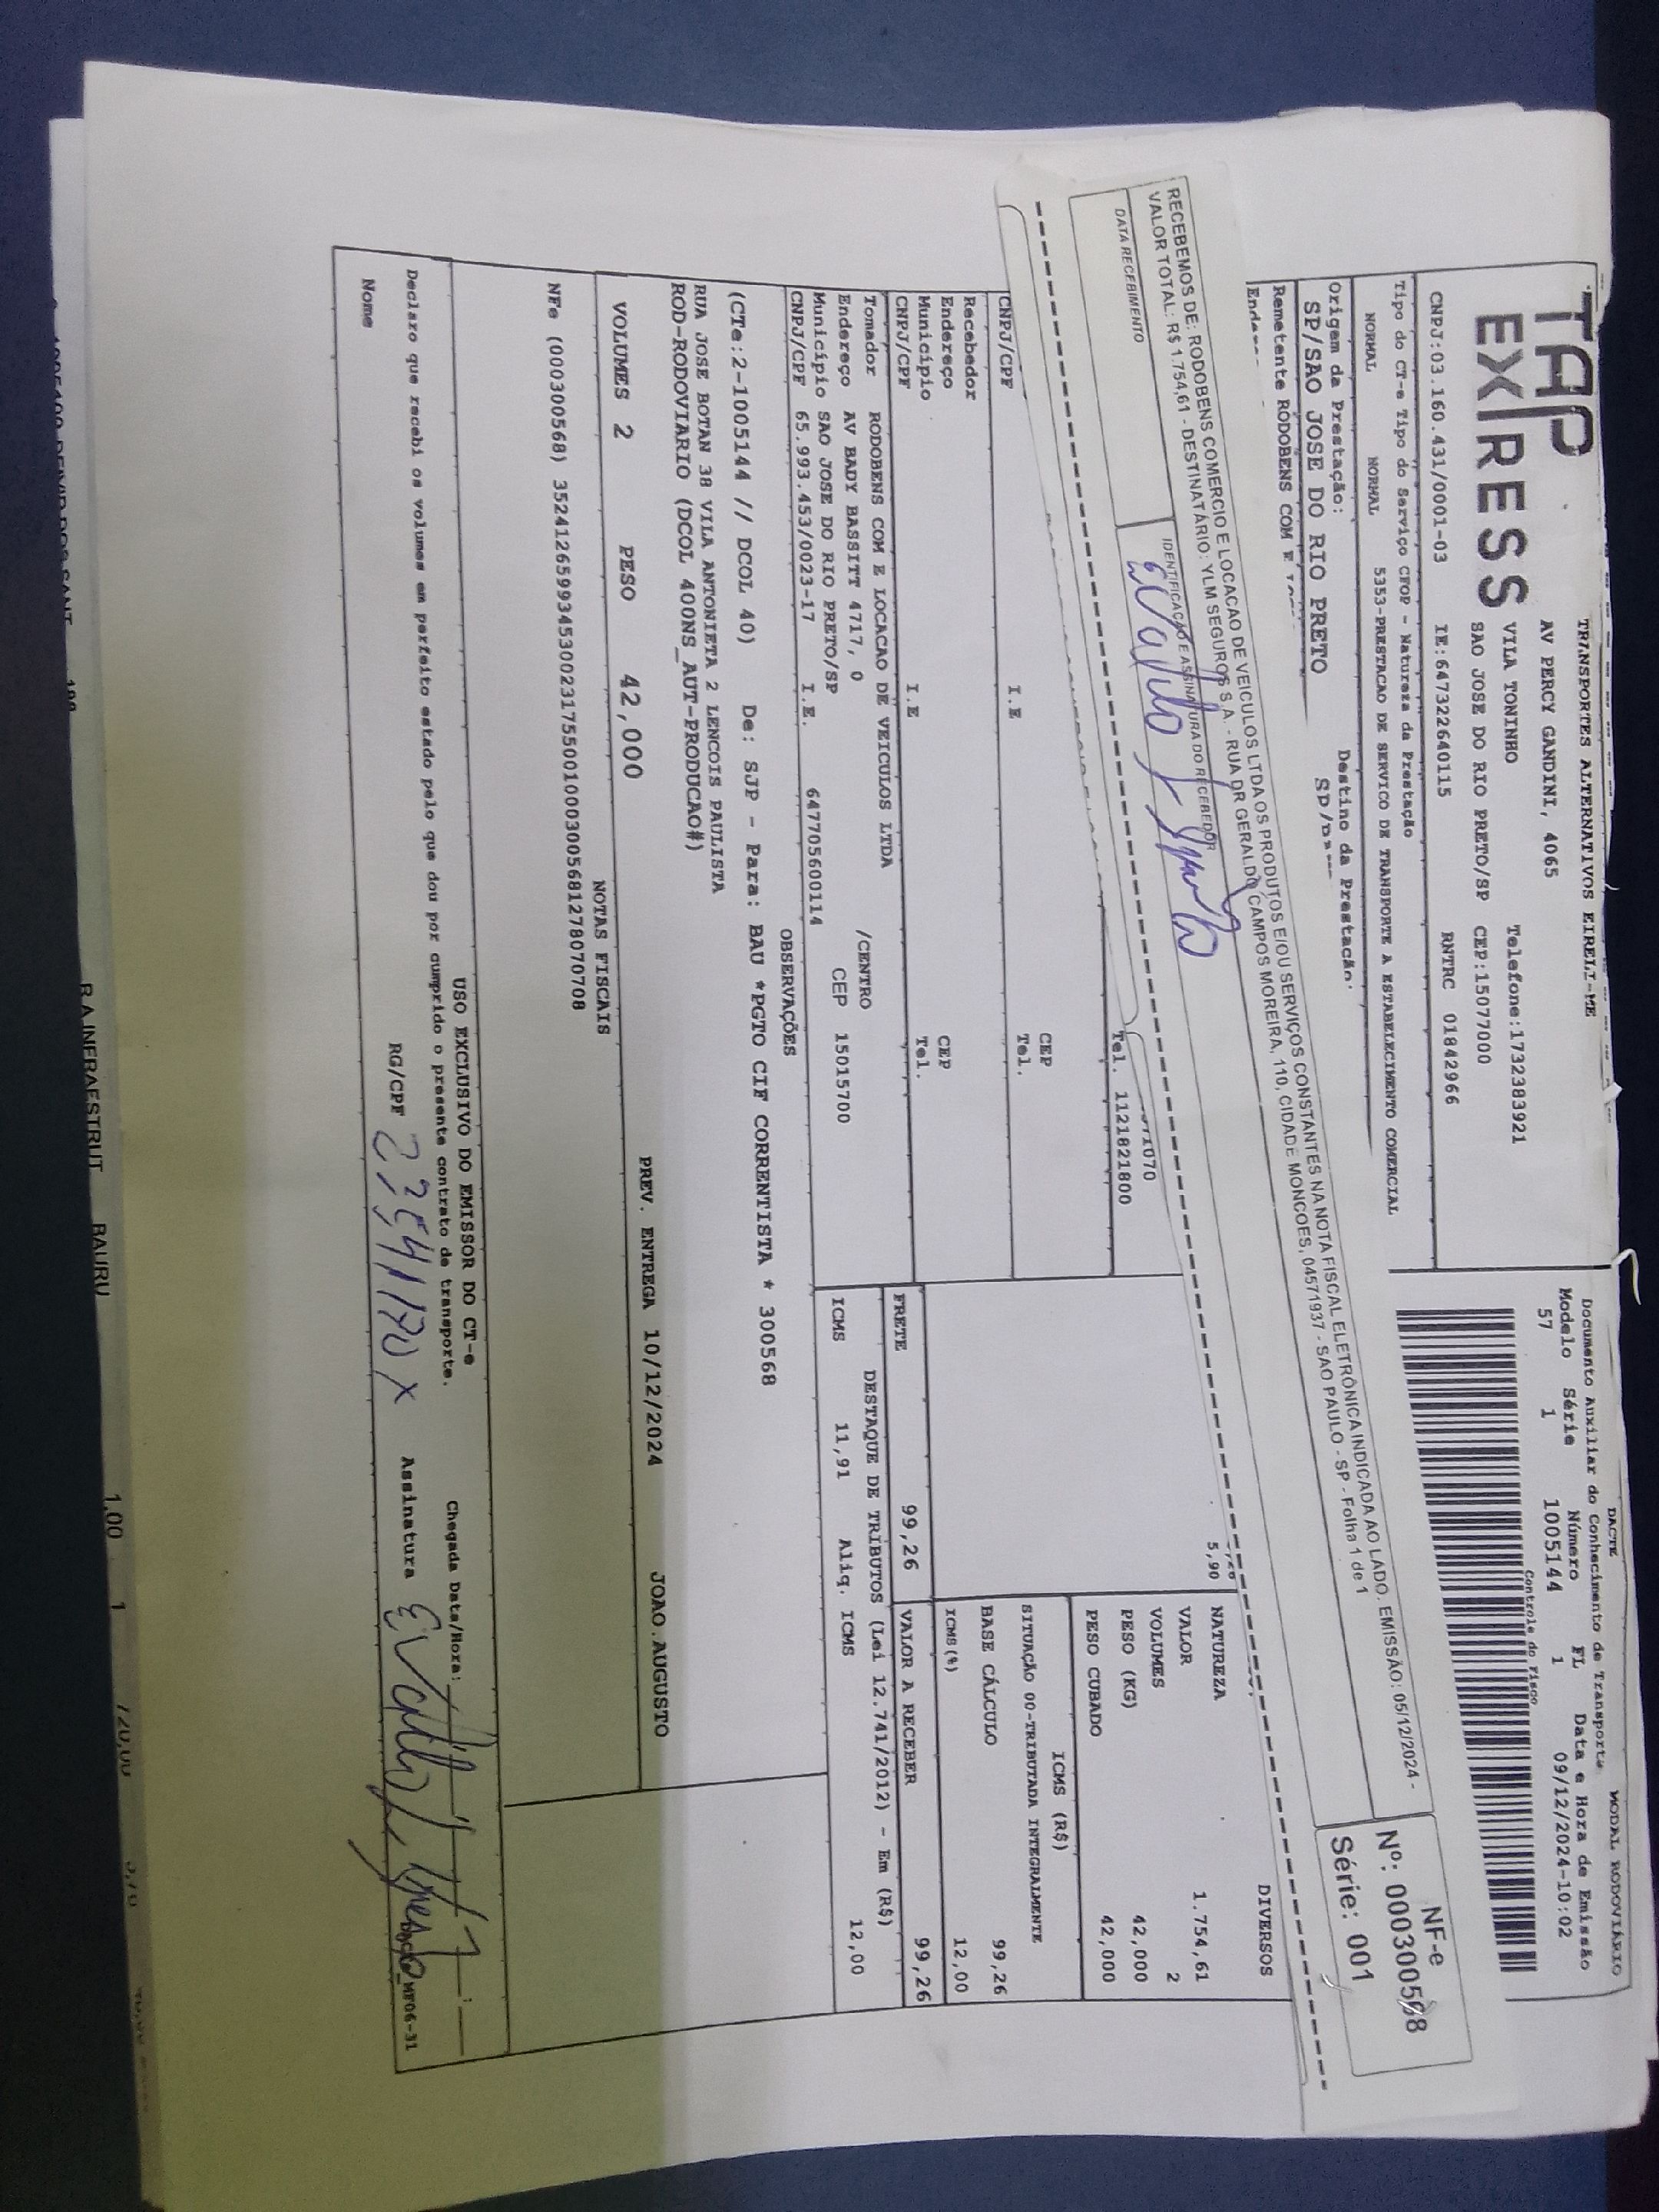 TAP EXPRESS
TRANSPORTES ALTERNATIVOS EIRELI-ME
AV PERCY GANDINI, 4065
VILA TONINHO Telefone:1732383921
SAO JOSE DO RIO PRETO/SP CEP:15077000
CNPJ:03.160.431/0001-03 IE:647322640115 RNTRC 01842966
DACTE MODAL RODOVIÁRIO
Documento Auxiliar do Conhecimento de Transporte
Modelo Série Número FL Data e Hora de Emissão
57 1 1005144 1 09/12/2024-10:02
Controle do Fisco
Tipo do CT-e Tipo do Serviço CFOP - Natureza da Prestação
NORMAL NORMAL 5353-PRESTACAO DE SERVICO DE TRANSPORTE A ESTABELECIMENTO COMERCIAL
Origem da Prestação: Destino da Prestação:
SP/SAO JOSE DO RIO PRETO
Remetente RODOBENS COM E
RECEBEMOS DE: RODOBENS COMERCIO E LOCACAO DE VEICULOS LTDA OS PRODUTOS E/OU SERVIÇOS CONSTANTES NA NOTA FISCAL ELETRÔNICA INDICADA AO LADO. EMISSÃO: 05/12/2024 -
VALOR TOTAL: R$ 1.754,61 - DESTINATÁRIO: YLM SEGUROS S.A. - RUA DR GERALDO CAMPOS MOREIRA, 110, CIDADE MONCOES, 04571937 - SAO PAULO - SP - Folha 1 de 1
DATA RECEBIMENTO IDENTIFICAÇÃO E ASSINATURA DO RECEBEDOR
NF-e
Nº: 000300568
Série: 001
Tel. 1121821800
5,90
CEP
CNPJ/CPF I.E Tel.
Recebedor
Endereço CEP
Município Tel.
CNPJ/CPF I.E
Tomador RODOBENS COM E LOCACAO DE VEICULOS LTDA
Endereço AV BADY BASSITT 4717, 0 /CENTRO
Município SAO JOSE DO RIO PRETO/SP CEP 15015700
CNPJ/CPF 65.993.453/0023-17 I.E. 647705600114
NATUREZA DIVERSOS
VALOR 1.754,61
VOLUMES 2
PESO (KG) 42,000
PESO CUBADO 42,000
ICMS (R$)
SITUAÇÃO 00-TRIBUTADA INTEGRALMENTE
BASE CÁLCULO 99,26
ICMS(%) 12,00
FRETE 99,26 VALOR A RECEBER 99,26
DESTAQUE DE TRIBUTOS (Lei 12.741/2012) - Em (R$)
ICMS 11,91 Aliq. ICMS 12,00
OBSERVAÇÕES
(CTe:2-1005144 // DCOL 40) De: SJP - Para: BAU *PGTO CIF CORRENTISTA * 300568
RUA JOSE BOTAN 38 VILA ANTONIETA 2 LENCOIS PAULISTA
ROD-RODOVIARIO (DCOL 400NS_AUT-PRODUCAO#)
VOLUMES 2 PESO 42,000 PREV. ENTREGA 10/12/2024 JOAO.AUGUSTO
NOTAS FISCAIS
NFe (000300568) 35241265993453002317550010003005681278070708
USO EXCLUSIVO DO EMISSOR DO CT-e
Declaro que recebi os volumes em perfeito estado pelo que dou por cumprido o presente contrato de transporte.
Chegada Data/Hora:
Nome RG/CPF Assinatura
R A INFRAESTRUT BAURU 1,00 1